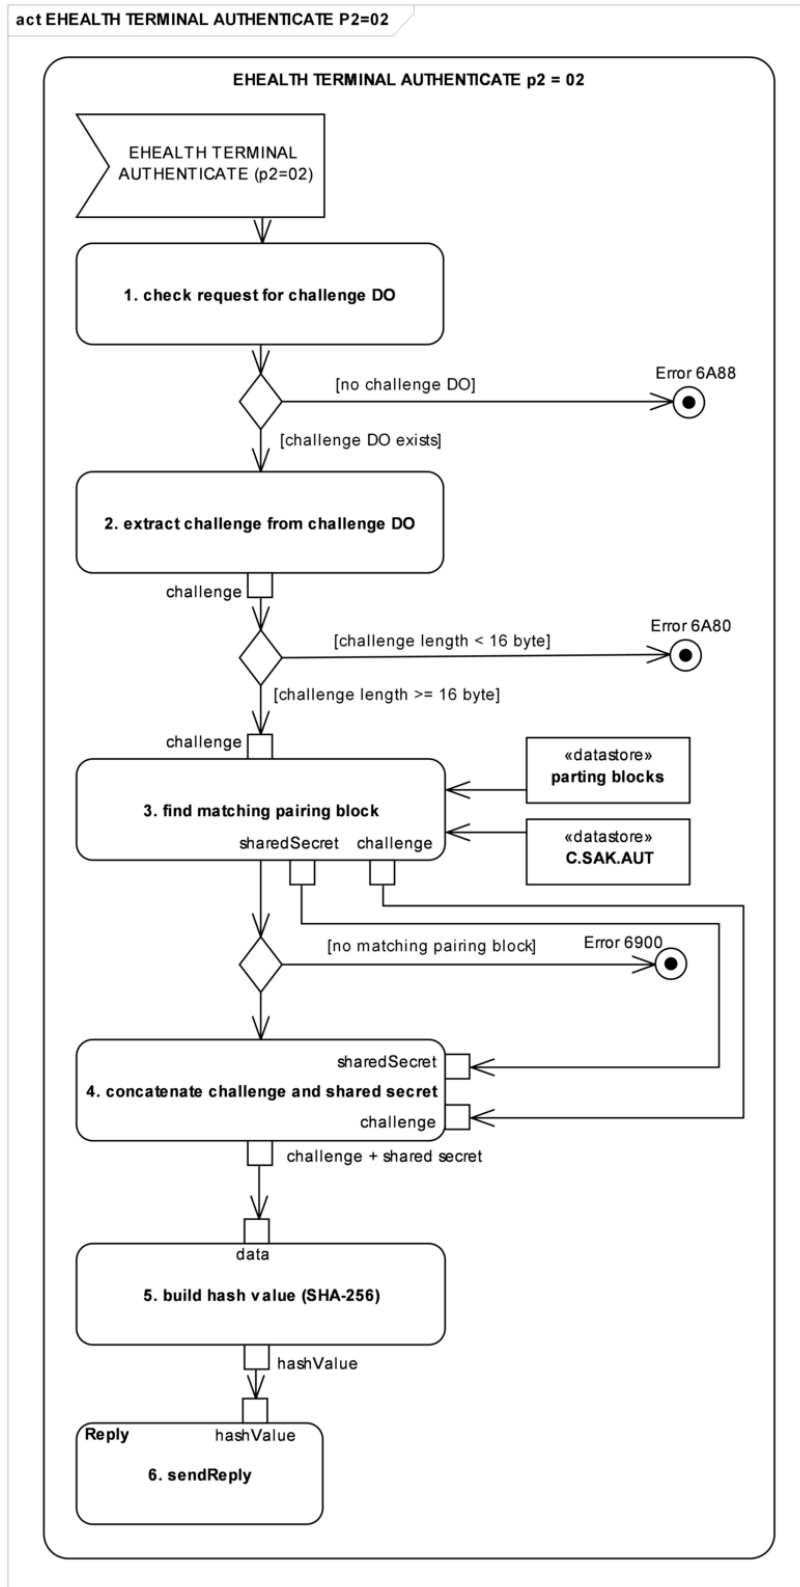 act EHEALTH TERMINAL AUTHENTICATE P2=02
EHEALTH TERMINAL AUTHENTICATE p2 = 02
EHEALTH TERMINAL
AUTHENTICATE (p2=02)
1. check request for challenge DO
[no challenge DO]
Error 6A88
[challenge DO exists]
2. extract challenge from challenge DO
challenge
[challenge length < 16 byte]
Error 6A80
[challenge length >= 16 byte]
challenge
«datastore»
parting blocks
3. find matching pairing block
«datastore»
C.SAK.AUT
sharedSecret challenge
[no matching pairing block]
Error 6900
sharedSecret
4. concatenate challenge and shared secret
challenge
challenge + shared secret
data
5. build hash value (SHA-256)
hashValue
Reply
hashValue
6. sendReply